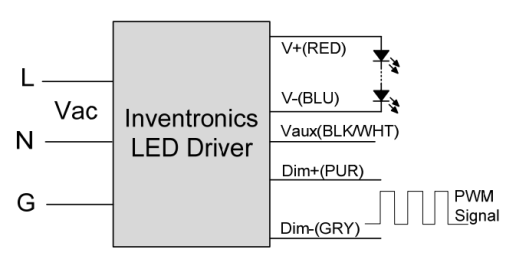 L
Vac
N
G
Inventronics
LED Driver
V+(RED)
V-(BLU)
Vaux(BLK/WHT)
Dim+(PUR)
Dim-(GRY)
PWM
Signal